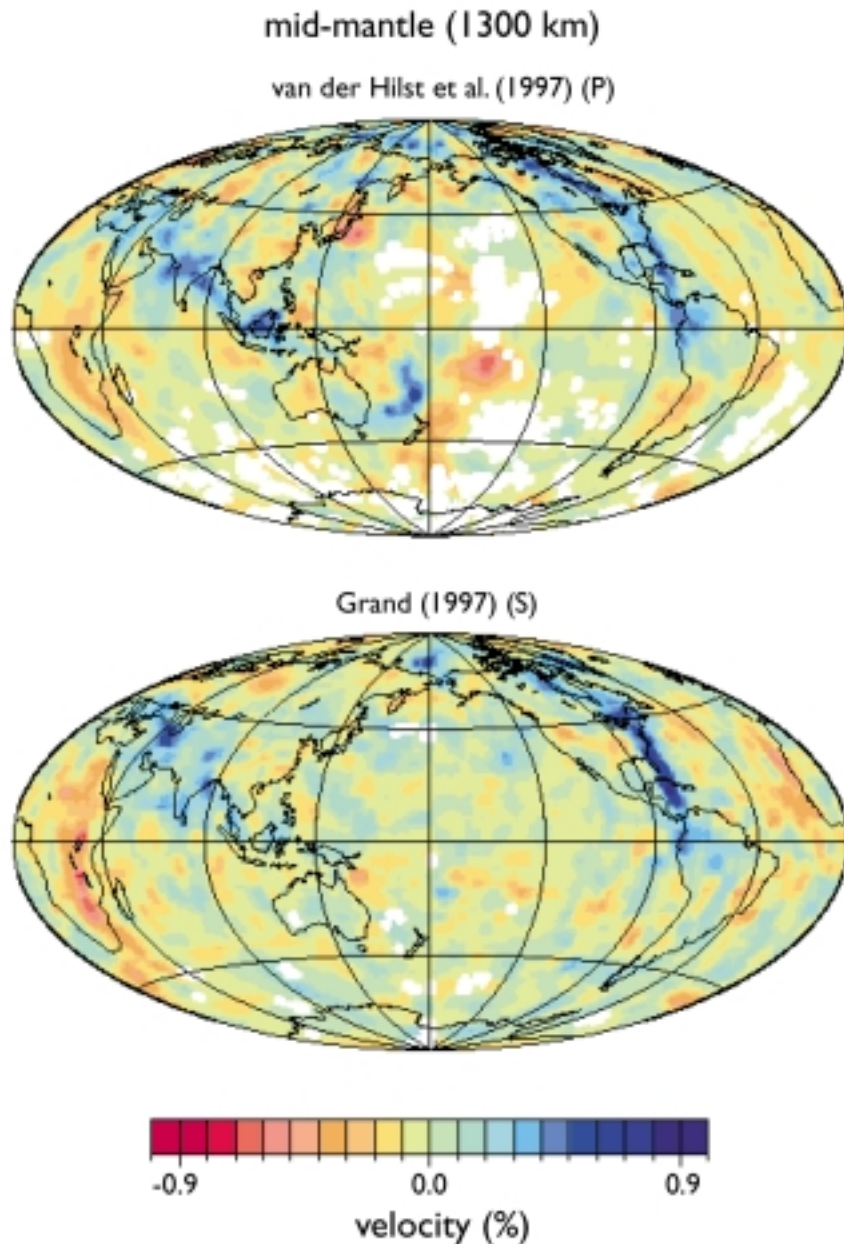 mid-mantle (1300 km)
van der Hilst et al. (1997) (P)
Grand (1997) (S)
-0.9 0.0 0.9
velocity (%)